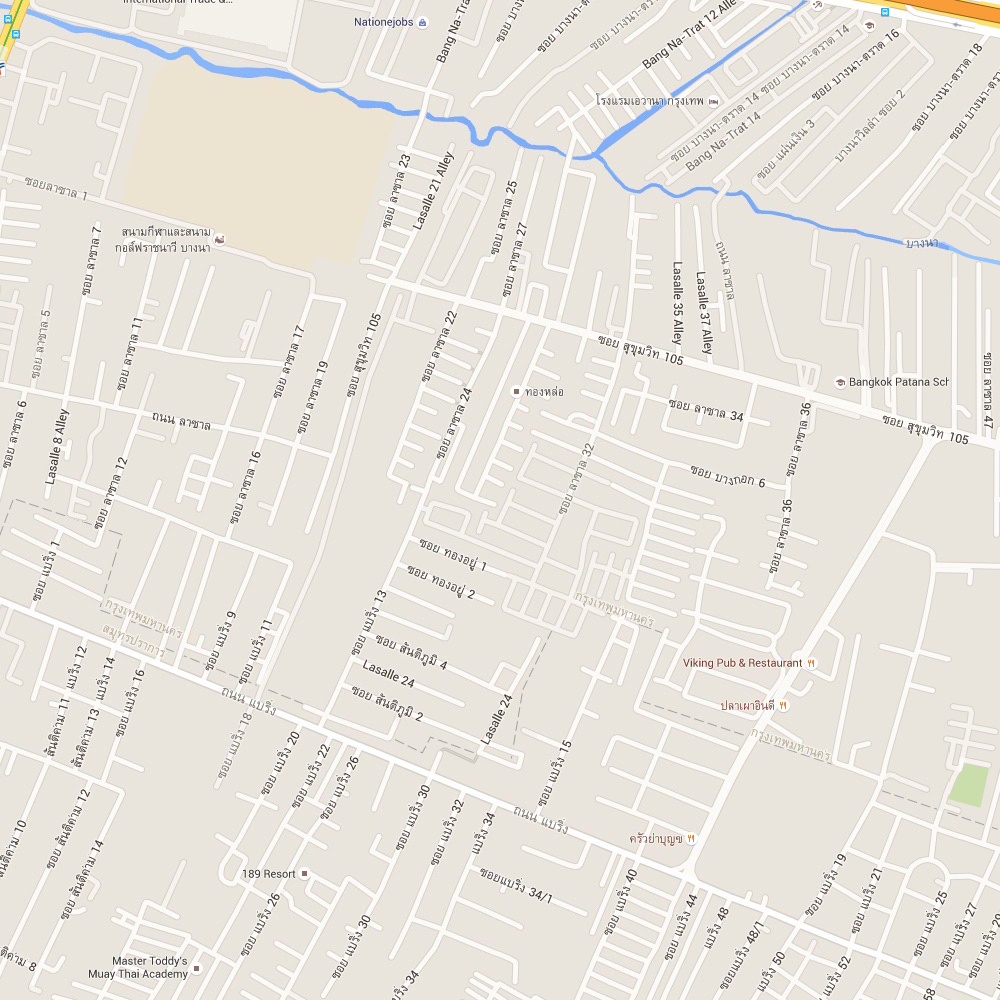 International Trade &...
Nationejobs
Bang Na-Trat 12 Alle
ซอย บางนา-ตราด 14
ซอย บางนา-ตราด 16
ซอย บางนา-ตราด 18
โรงแรมเอวานา กรุงเทพ
ซอย บางนา-ตราด 14
Bang Na-Trat 14
ซอย แผ่นเงิน 3
บางนาวิลล่า ซอย 2
ซอย ลาซาล 23
Lasalle 21 Alley
ซอย ลาซาล 25
ซอย ลาซาล 27
ซอยลาซาล 1
สนามกีฬาและสนาม
กอล์ฟราชนาวี บางนา
ซอย ลาซาล 7
บางนา
ถนน ลาซาล
Lasalle 35 Alley
Lasalle 37 Alley
ซอย ลาซาล 5
ซอย ลาซาล 11
ซอย ลาซาล 17
ซอย ลาซาล 19
ซอย สุขุมวิท 105
ซอย ลาซาล 22
ซอย ลาซาล 24
ซอย สุขุมวิท 105
Bangkok Patana Sch
ซอย ลาซาล 47
ทองหล่อ
ซอย ลาซาล 34
ซอย ลาซาล 36
ซอย สุขุมวิท 105
ซอย ลาซาล 6
Lasalle 8 Alley
ถนน ลาซาล
ซอย ลาซาล 12
ซอย ลาซาล 16
ซอย ลาซาล 32
ซอย บางกอก 6
ซอย ลาซาล 36
ซอย แบริ่ง 1
ซอย ทองอยู่ 1
ซอย ทองอยู่ 2
กรุงเทพมหานคร
สมุทรปราการ
กรุงเทพมหานคร
ซอย แบริ่ง 9
ซอย แบริ่ง 11
ซอย แบริ่ง 13
ซอย สันติภูมิ 4
Lasalle 24
ซอย สันติภูมิ 2
Lasalle 24
Viking Pub & Restaurant
ปลาเผาอินดี้
กรุงเทพมหานคร
ถนน แบริ่ง
สันติคาม 11
ซอย แบริ่ง 12
สันติคาม 13
ซอย แบริ่ง 14
ซอย แบริ่ง 16
ซอย แบริ่ง 18
ซอย แบริ่ง 20
ซอย แบริ่ง 22
ซอย แบริ่ง 26
ซอย แบริ่ง 15
ซอย แบริ่ง 30
ซอย แบริ่ง 32
แบริ่ง 34
ถนน แบริ่ง
ครัวย่าบุญข
สันติคาม 10
ซอย สันติคาม 12
ซอย สันติคาม 14
189 Resort
ซอยแบริ่ง 34/1
ซอย แบริ่ง 26
ซอย แบริ่ง 30
ซอย แบริ่ง 34
ซอย แบริ่ง 40
ซอย แบริ่ง 44
แบริ่ง 48
ซอยแบริ่ง 48/1
แบริ่ง 50
แบริ่ง 52
ซอย แบริ่ง 19
ซอย แบริ่ง 21
ซอย แบริ่ง 25
ซอย แบริ่ง 27
ซอย แบริ่ง 29
58
Master Toddy's
Muay Thai Academy